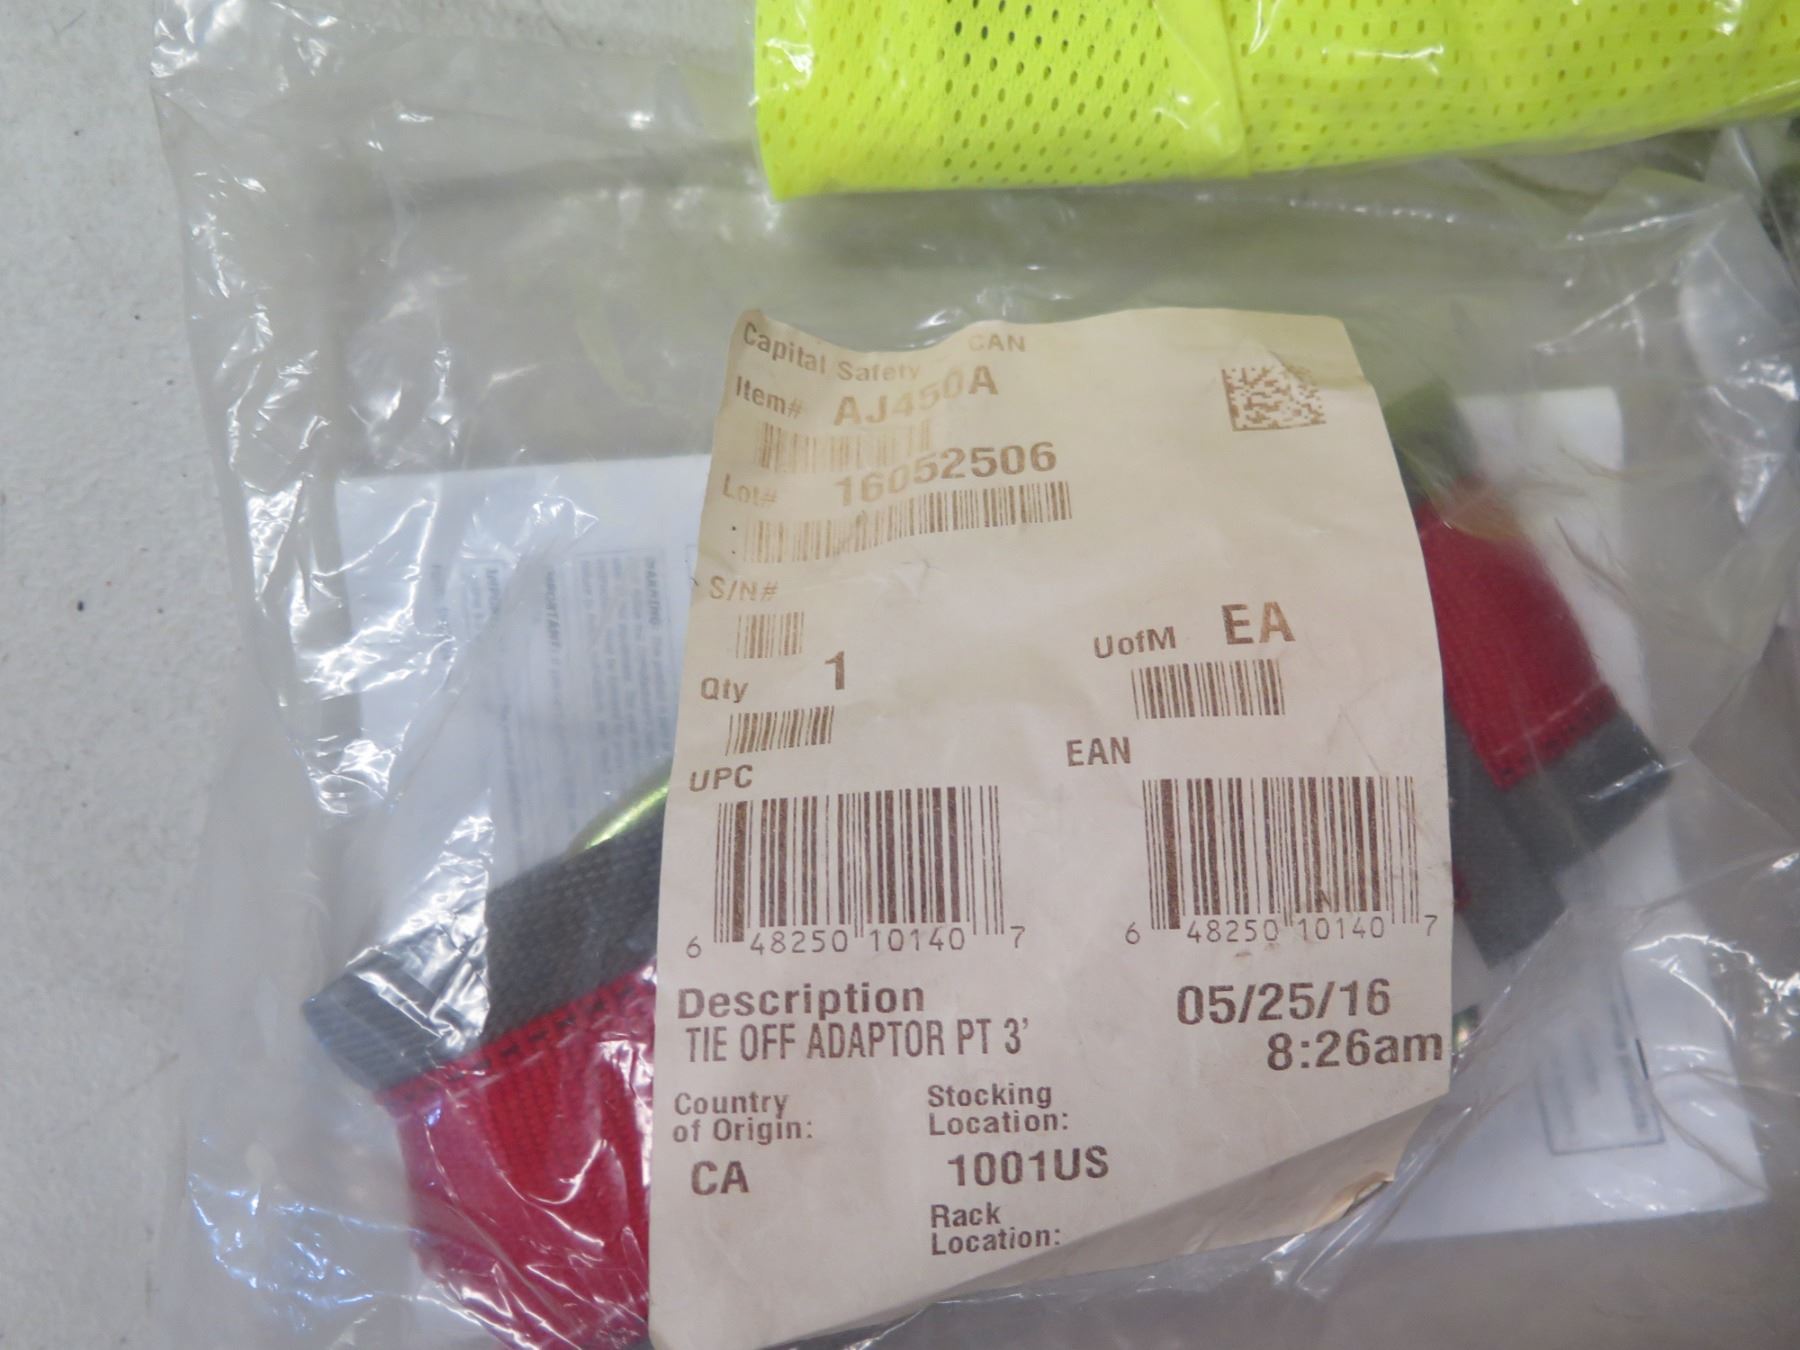 Capital Safety CAN
Item# AJ450A
Lot# 16052506
S/N#
Qty 1
UofM EA
UPC
EAN
6 48250 10140 7
6 48250 10140 7
Description
TIE OFF ADAPTOR PT 3'
05/25/16
8:26am
Country
of Origin:
CA
Stocking
Location:
1001US
Rack
Location:
WARNING:
IMPORTANT: